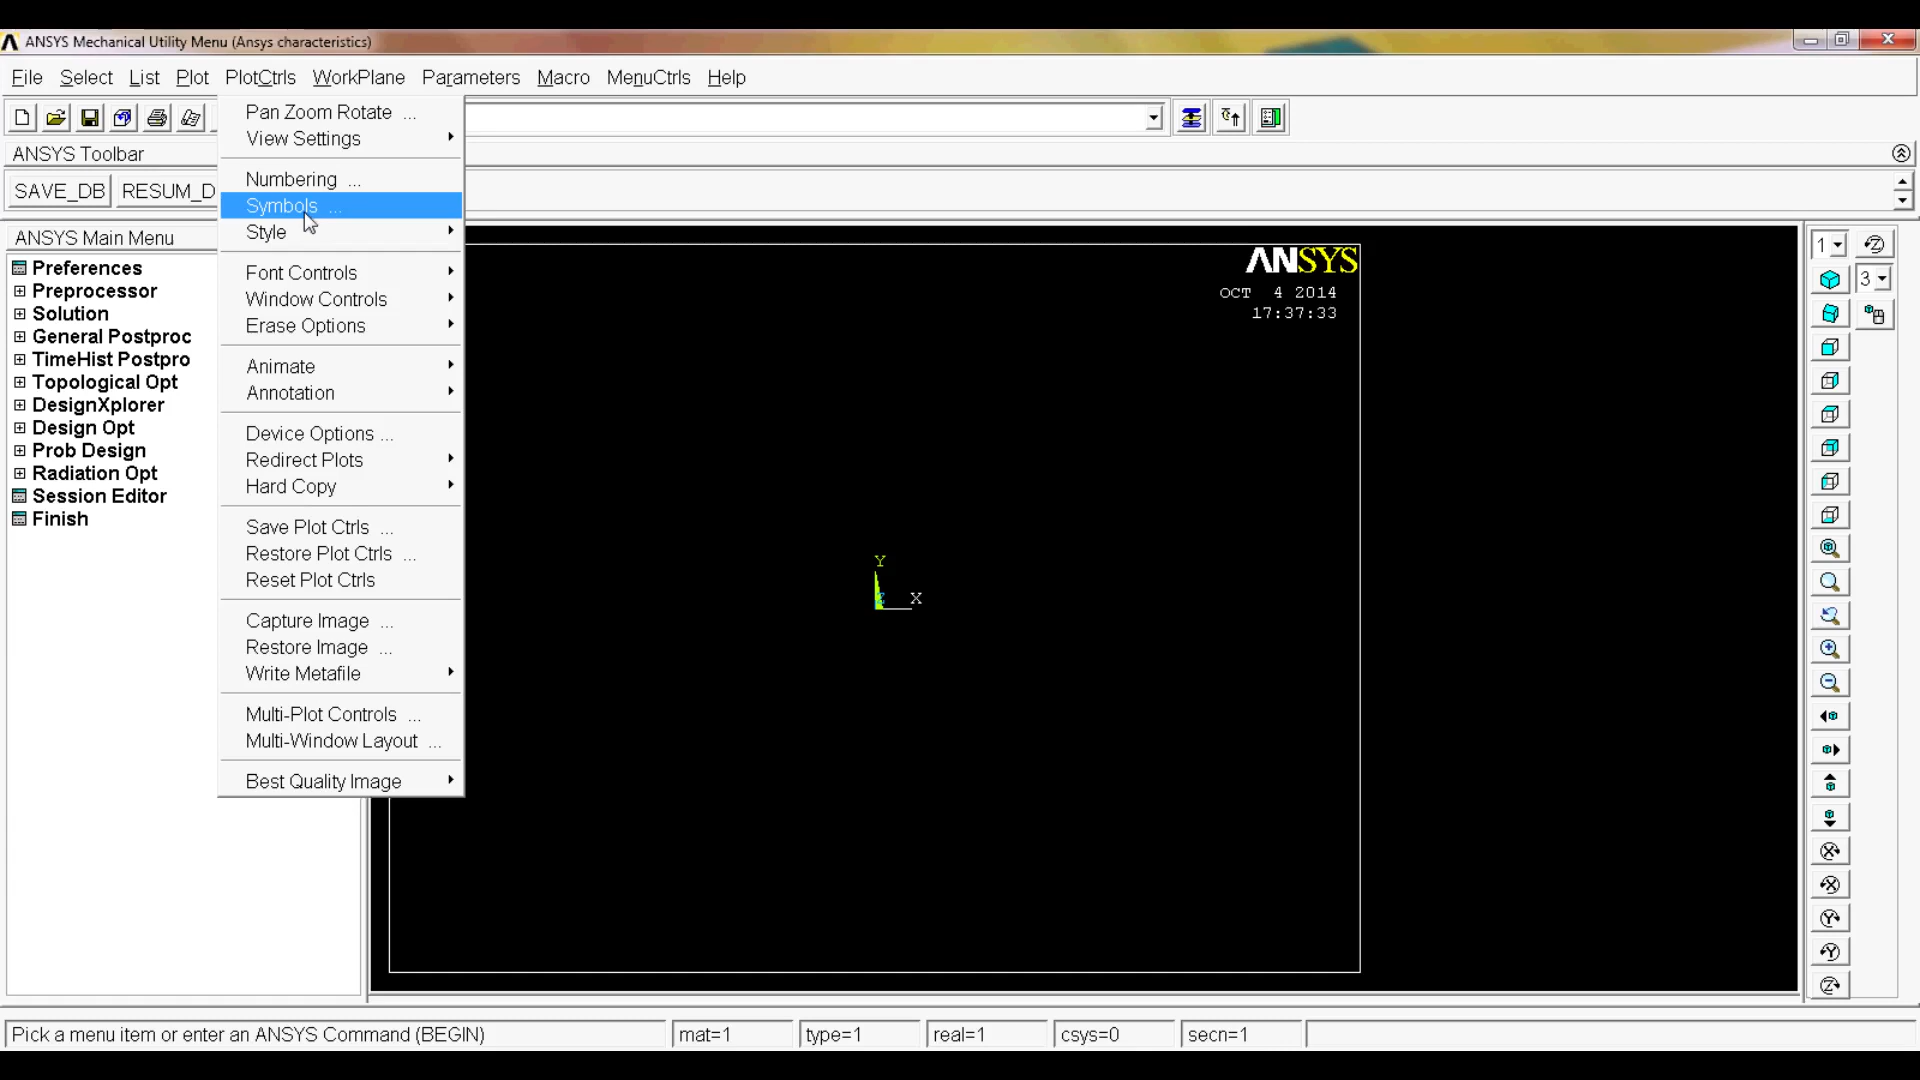 ANSYS Mechanical Utility Menu (Ansys characteristics)
File Select List Plot PlotCtrls WorkPlane Parameters Macro MenuCtrls Help
ANSYS Toolbar
SAVE_DB RESUM_D
ANSYS Main Menu
Preferences
Preprocessor
Solution
General Postproc
TimeHist Postpro
Topological Opt
DesignXplorer
Design Opt
Prob Design
Radiation Opt
Session Editor
Finish
Pan Zoom Rotate ...
View Settings
Numbering ...
Symbols ...
Style
Font Controls
Window Controls
Erase Options
Animate
Annotation
Device Options ...
Redirect Plots
Hard Copy
Save Plot Ctrls ...
Restore Plot Ctrls ...
Reset Plot Ctrls
Capture Image ...
Restore Image ...
Write Metafile
Multi-Plot Controls ...
Multi-Window Layout ...
Best Quality Image
ANSYS
OCT 4 2014
17:37:33
Y
Z X
1
3
Pick a menu item or enter an ANSYS Command (BEGIN) mat=1 type=1 real=1 csys=0 secn=1